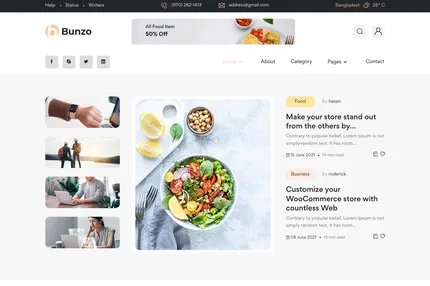 Help • Status • Writers
(970) 262-1413
address@gmail.com
Bangladesh
28° C
Bunzo
All Food Item
50% Off
Home
About
Category
Pages
Contact
Food
By hasan
Make your store stand out
from the others by...
Contrary to popular belief, Lorem Ipsum is not
simply random text. It has roots...
15 June 2021 • 14 min read
Business
By roderick
Customize your
WooCommerce store with
countless Web
Contrary to popular belief, Lorem Ipsum is not
simply random text. It has roots...
08 June 2021 • 14 min read